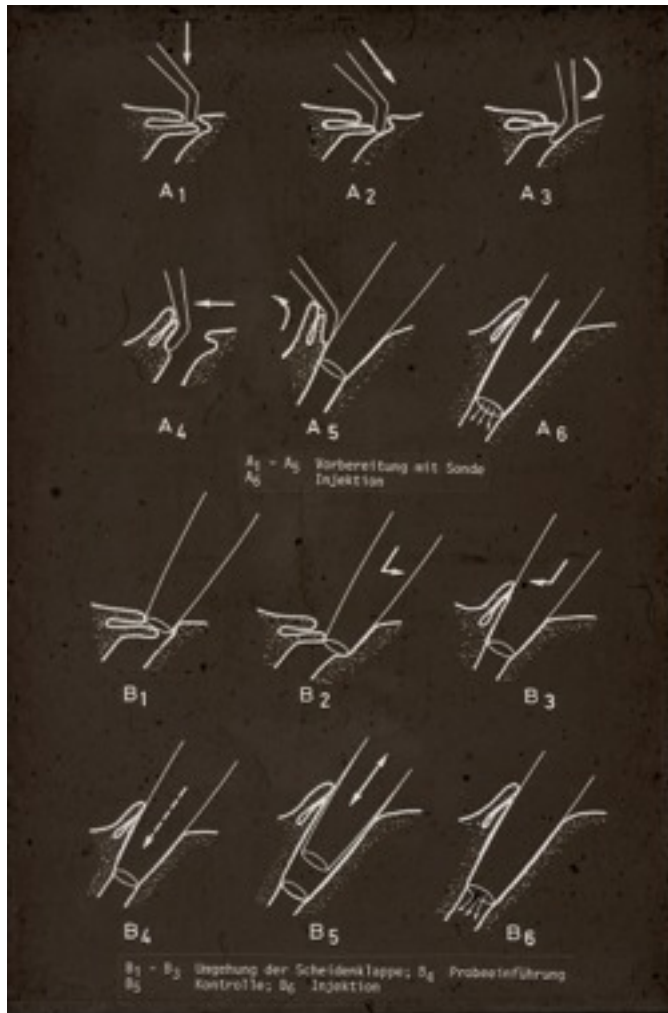 A1
A2
A3
A4
A5
A6
A1 - A5 Vorbereitung mit Sonde
A6 Injektion
B1
B2
B3
B4
B5
B6
B1 - B3 Umgehung der Scheidenklappe; B4 Probeeinführung
B5 Kontrolle; B6 Injektion